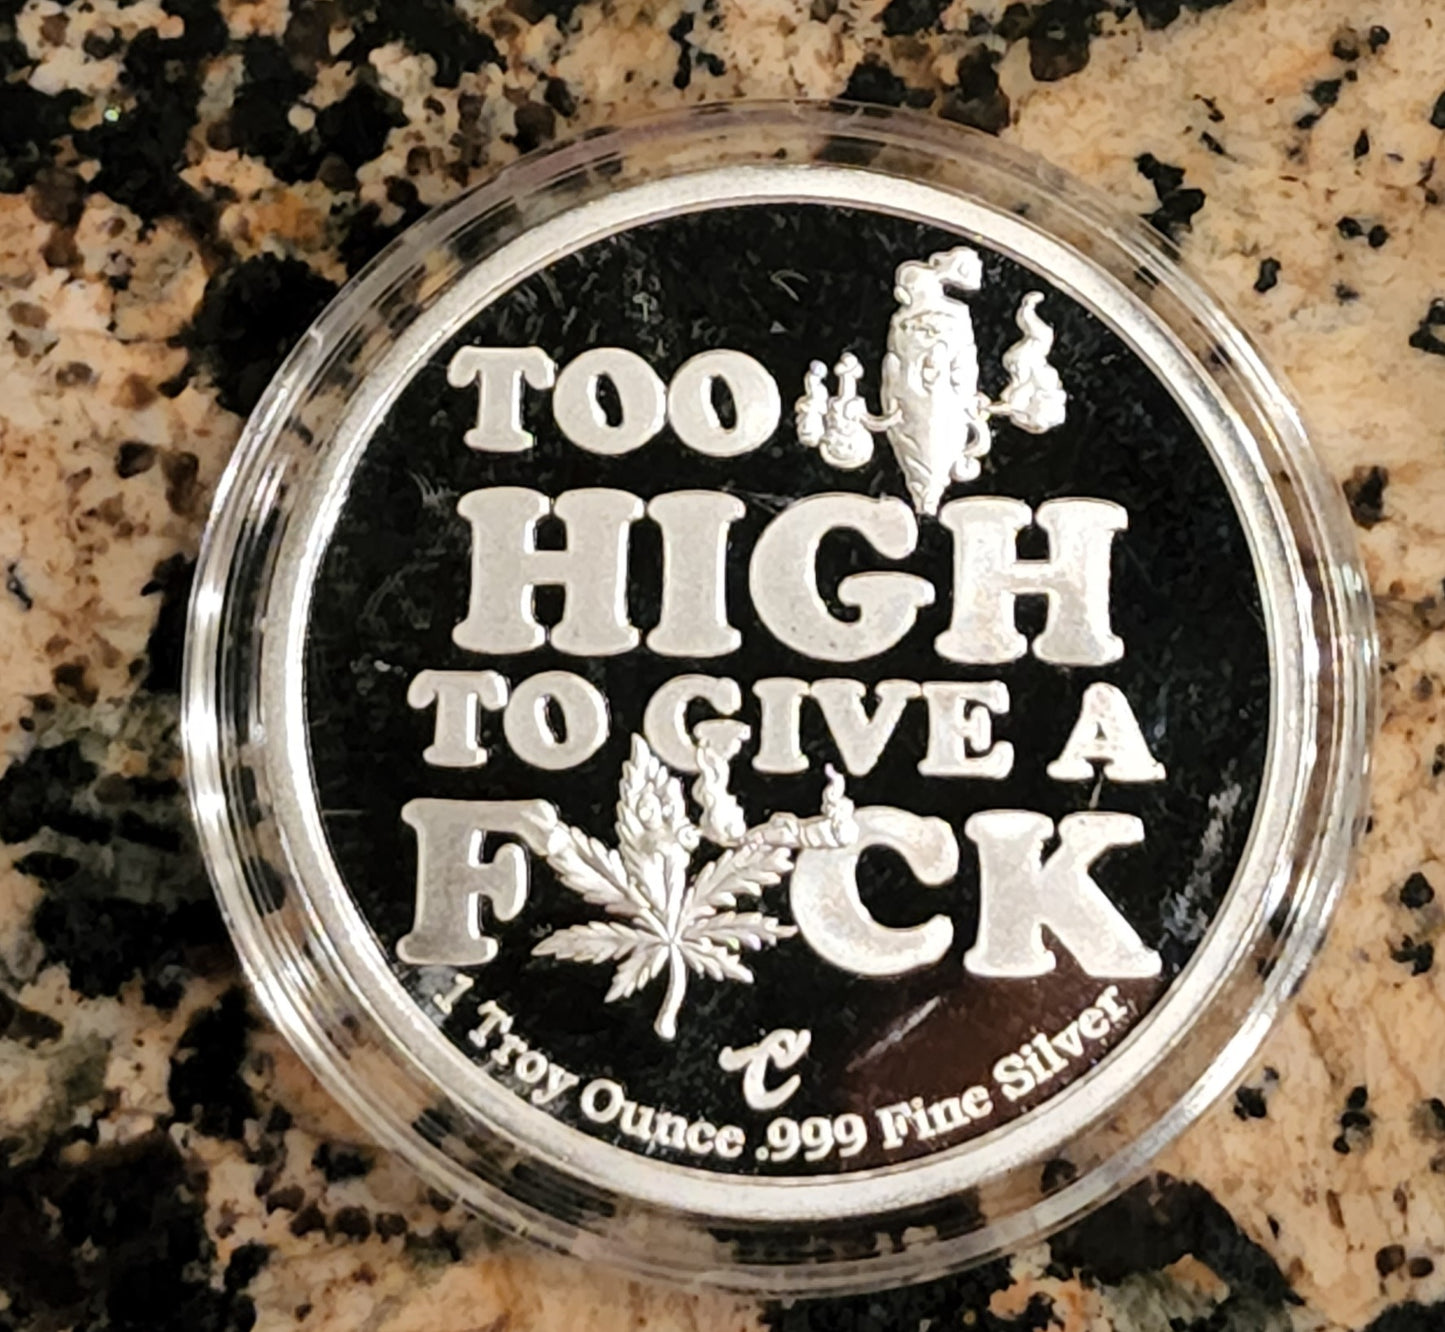 TOO
HIGH
TO GIVE A
F CK
C
1 Troy Ounce .999 Fine Silver